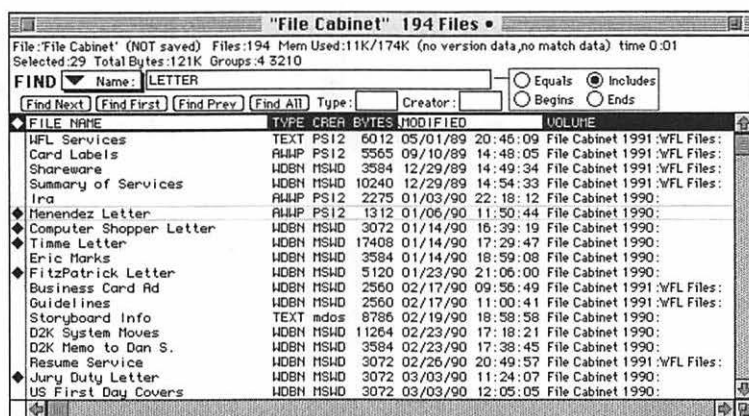 "File Cabinet" 194 Files •
File:'File Cabinet' (NOT saved) Files:194 Mem Used:11K/174K (no version data,no match data) time 0:01
Selected:29 Total Bytes:121K Groups:4 3210
FIND Name: LETTER Equals Includes
Find Next Find First Find Prev Find All Type: Creator: Begins Ends
FILE NAME TYPE CREA BYTES MODIFIED VOLUME
WFL Services TEXT PSI2 6012 05/01/89 20:46:09 File Cabinet 1991:WFL Files:
Card Labels AWWP PSI2 5565 09/10/89 14:48:05 File Cabinet 1991:WFL Files:
Shareware WDBN MSWD 3584 12/29/89 14:49:34 File Cabinet 1991:WFL Files:
Summary of Services WDBN MSWD 10240 12/29/89 14:54:33 File Cabinet 1991:WFL Files:
Ira AWWP PSI2 2275 01/03/90 22:18:12 File Cabinet 1990:
Menendez Letter AWWP PSI2 1312 01/06/90 11:50:44 File Cabinet 1990:
Computer Shopper Letter WDBN MSWD 3072 01/14/90 16:39:19 File Cabinet 1990:
Timme Letter WDBN MSWD 17408 01/14/90 17:29:47 File Cabinet 1990:
Eric Marks WDBN MSWD 3584 01/14/90 18:59:08 File Cabinet 1990:
FitzPatrick Letter WDBN MSWD 5120 01/23/90 21:06:00 File Cabinet 1990:
Business Card Ad WDBN MSWD 2560 02/17/90 09:56:49 File Cabinet 1991:WFL Files:
Guidelines WDBN MSWD 2560 02/17/90 11:00:41 File Cabinet 1991:WFL Files:
Storyboard Info TEXT mdos 8786 02/19/90 18:58:58 File Cabinet 1990:
D2K System Moves WDBN MSWD 11264 02/23/90 17:18:21 File Cabinet 1990:
D2K Memo to Dan S. WDBN MSWD 3584 02/23/90 17:38:45 File Cabinet 1990:
Resume Service WDBN MSWD 3072 02/26/90 20:49:57 File Cabinet 1991:WFL Files:
Jury Duty Letter WDBN MSWD 3072 03/03/90 11:24:07 File Cabinet 1990:
US First Day Covers WDBN MSWD 3072 03/03/90 12:05:05 File Cabinet 1990: